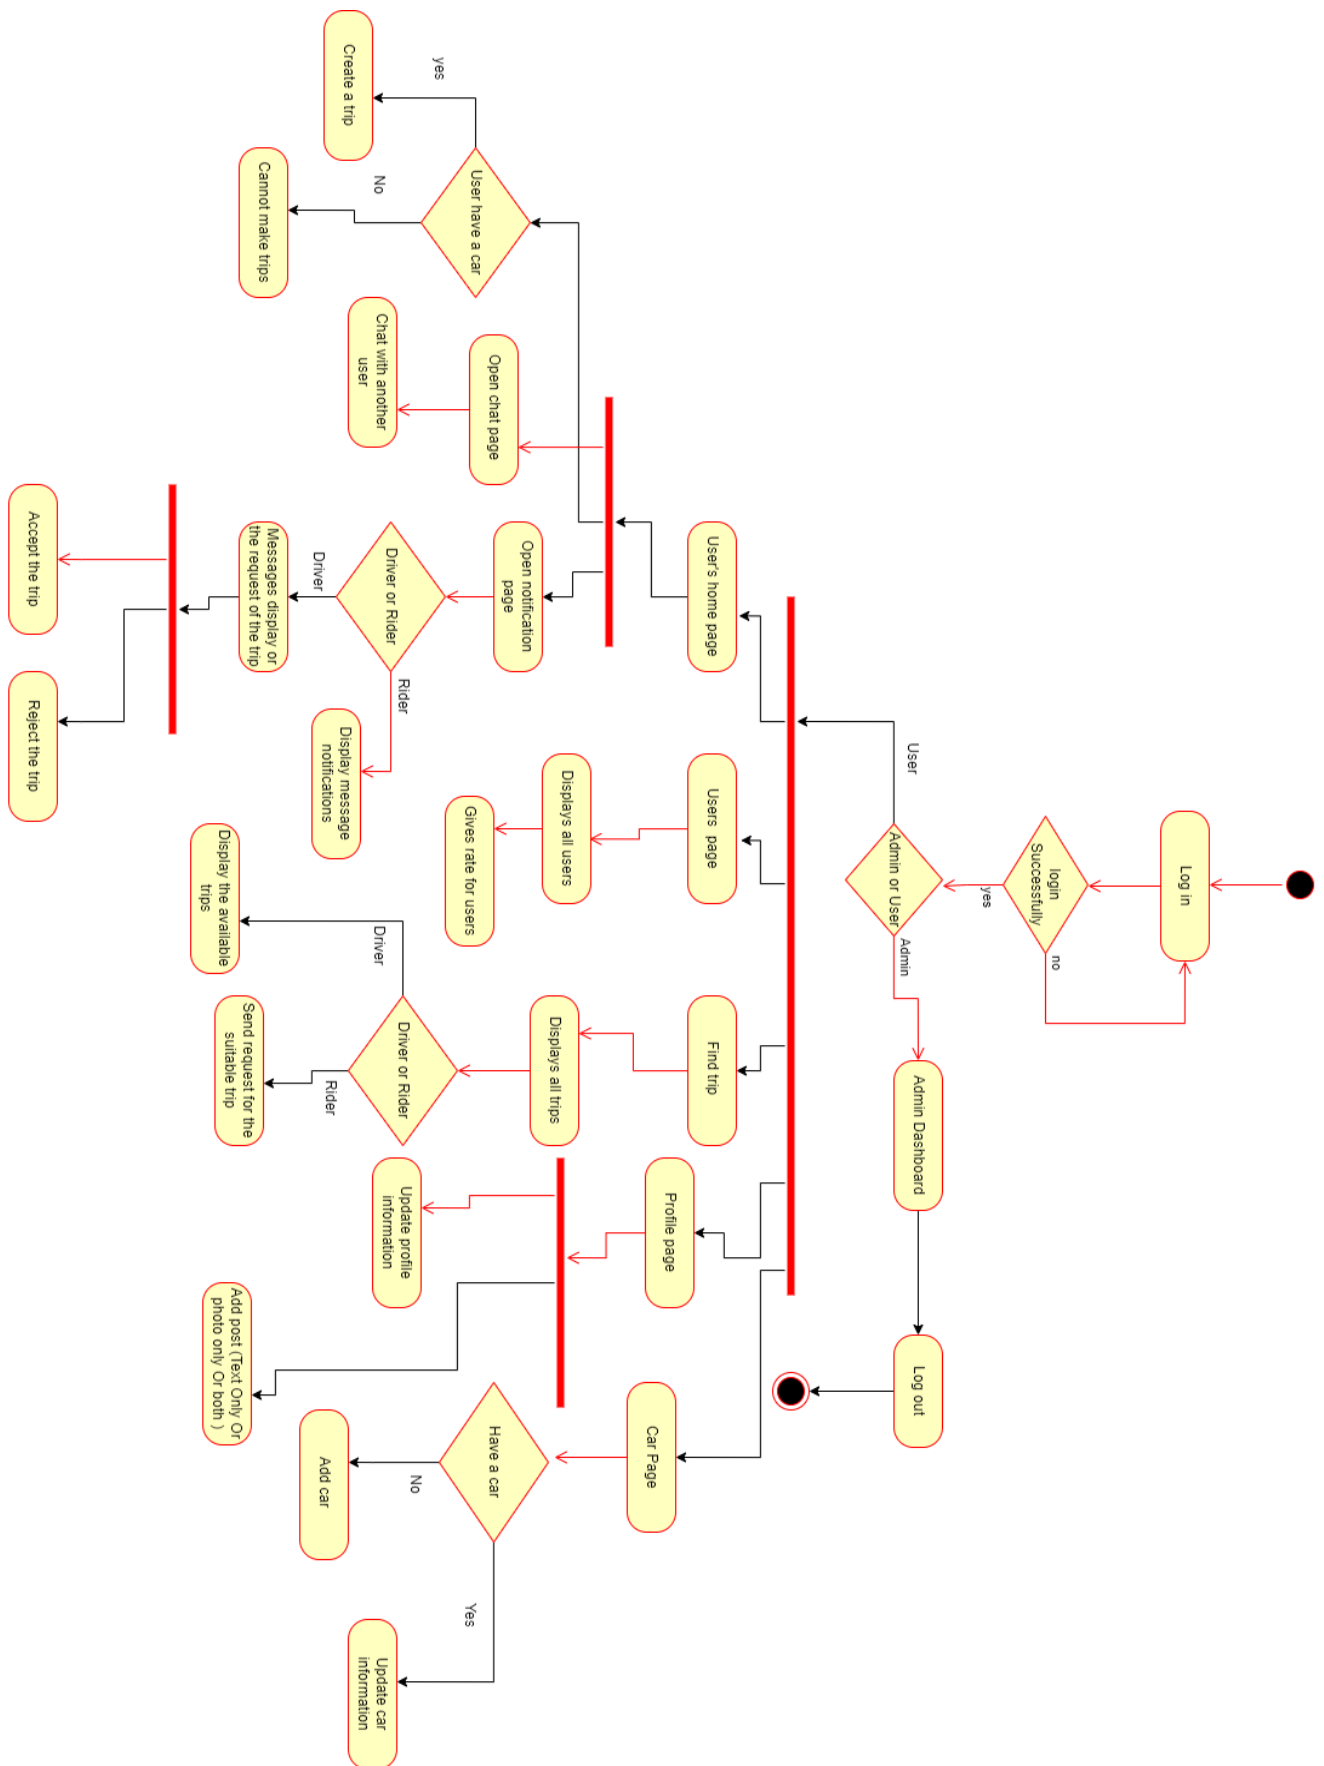 Log in
login
Successfully
no
yes
Admin or User
User
Admin
Admin Dashboard
Log out
User's home page
Users  page
Find trip
Profile page
Car Page
User have a car
yes
No
Create a trip
Cannot make trips
Open chat page
Chat with another
user
Open notification
page
Driver or Rider
Driver
Rider
Messages display or
the request of the trip
Display message
notifications
Accept the trip
Reject the trip
Displays all users
Gives rate for users
Displays all trips
Driver or Rider
Driver
Rider
Display the available
trips
Send request for the
suitable trip
Update profile
information
Add post (Text Only Or
photo only Or both )
Have a car
No
Yes
Add car
Update car
information